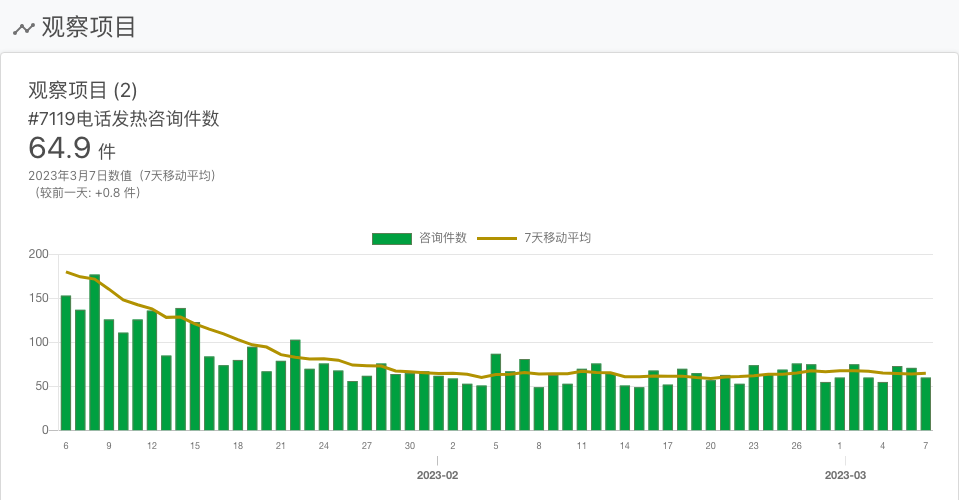 观察项目
观察项目 (2)
#7119电话发热咨询件数
64.9 件
2023年3月7日数值（7天移动平均）
（较前一天: +0.8 件）
咨询件数 7天移动平均
200
150
100
50
0
6 9 12 15 18 21 24 27 30 2 5 8 11 14 17 20 23 26 1 4 7
2023-02 2023-03